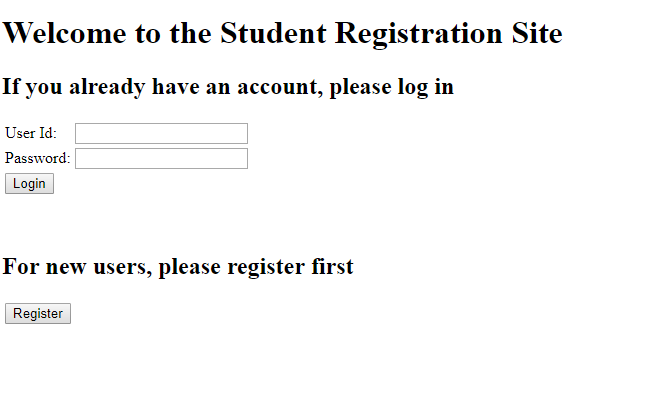 Welcome to the Student Registration Site
If you already have an account, please log in
User Id:
Password:
Login
For new users, please register first
Register